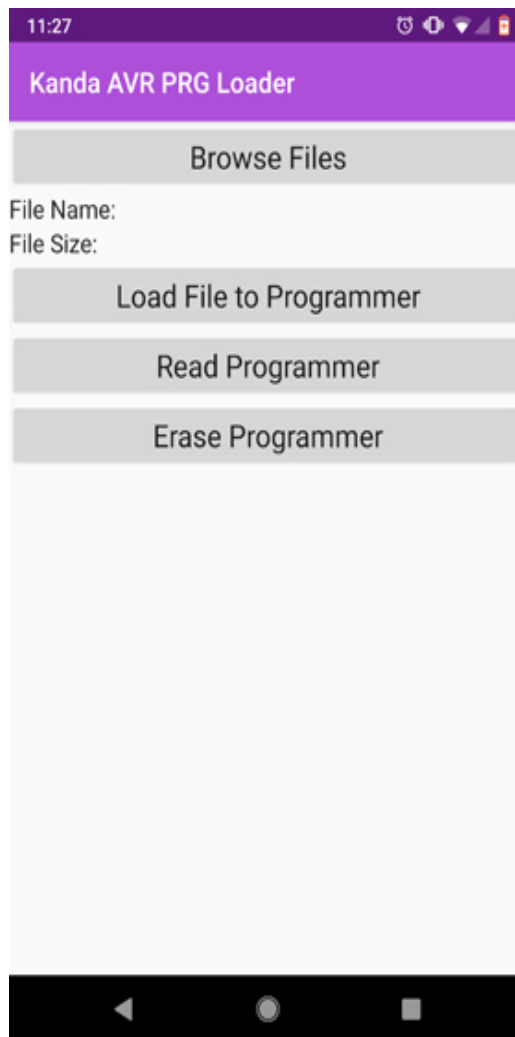 11:27
Kanda AVR PRG Loader
Browse Files
File Name:
File Size:
Load File to Programmer
Read Programmer
Erase Programmer